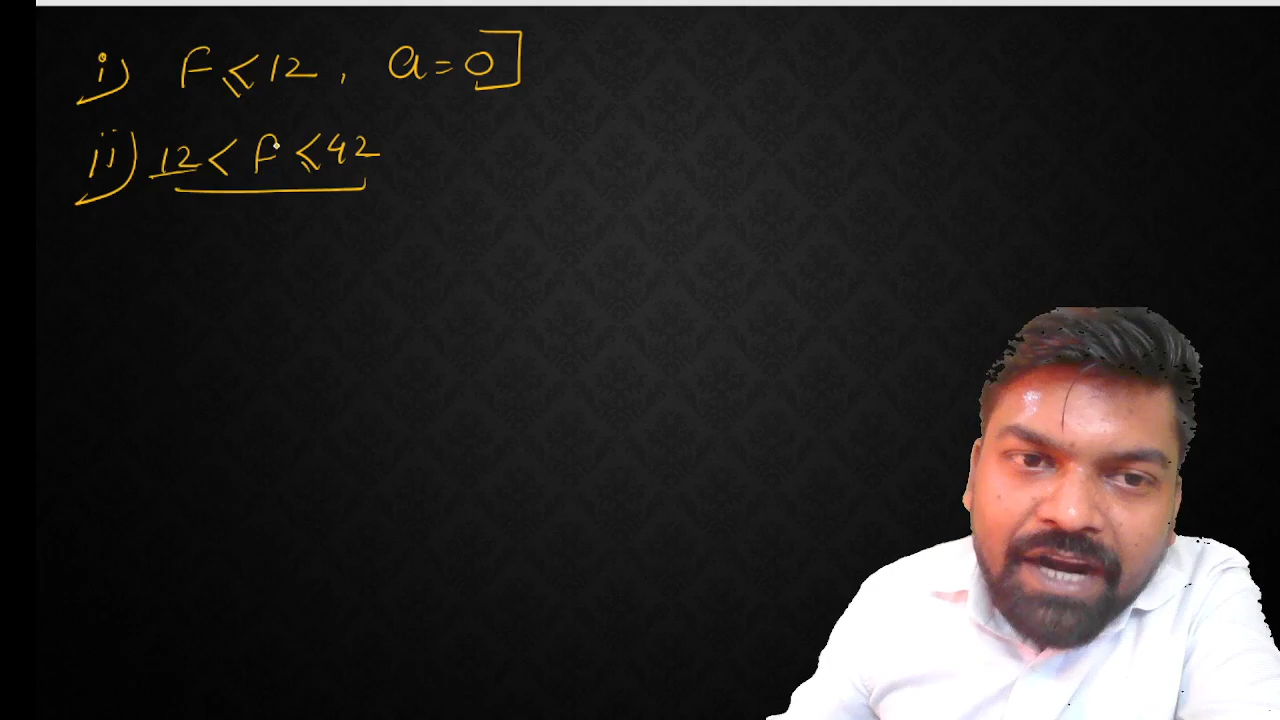 i) F ≤ 12, a = 0]
ii) 12 < F ≤ 42